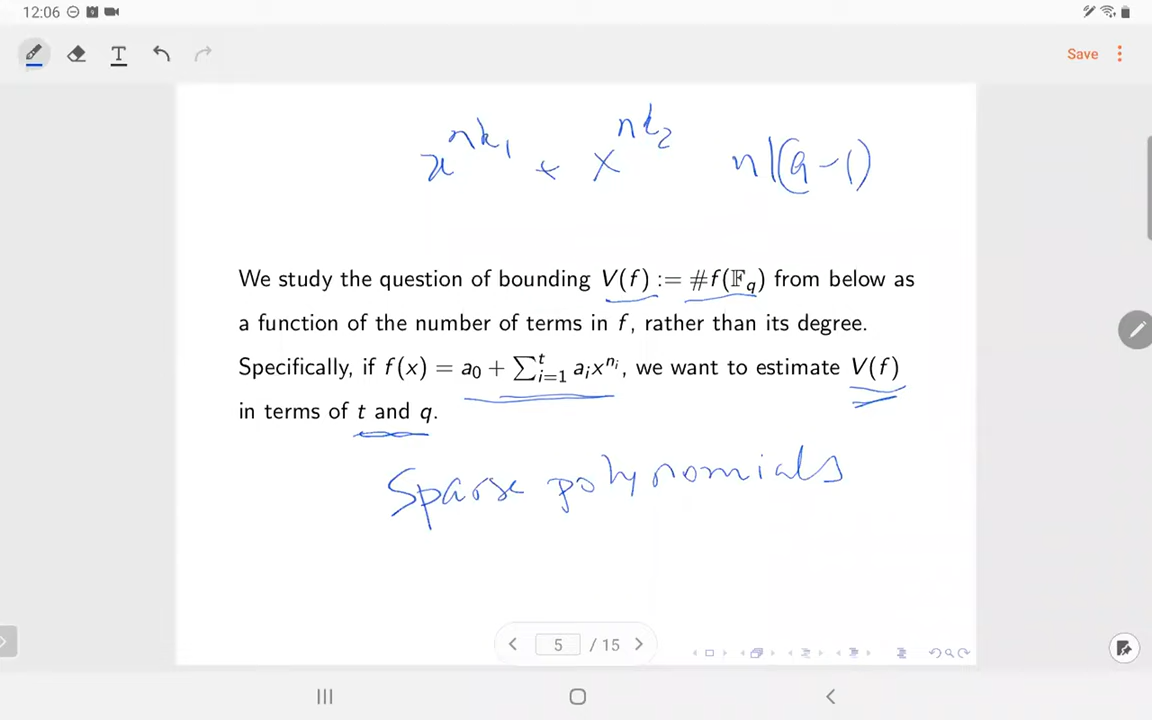 12:06
T
Save
x^{nk_1} + x^{nk_2} n|(q-1)
We study the question of bounding V(f) := #f(𝔽_q) from below as
a function of the number of terms in f, rather than its degree.
Specifically, if f(x) = a_0 + ∑_{i=1}^{t} a_i x^{n_i}, we want to estimate V(f)
in terms of t and q.
Sparse polynomials
5 / 15